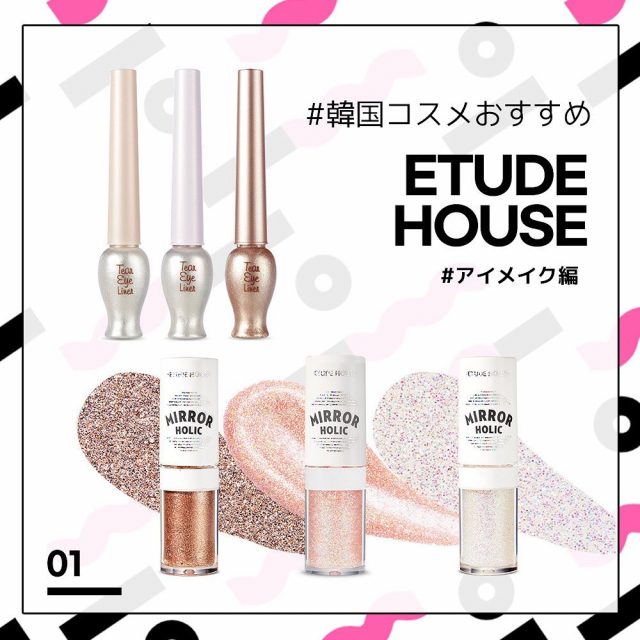 #韓国コスメおすすめ
ETUDE
HOUSE
#アイメイク編
Tear
Eye
Liner
Tear
Eye
Liner
Tear
Eye
Liner
ETUDE HOUSE
MIRROR
HOLIC
ETUDE HOUSE
MIRROR
HOLIC
ETUDE HOUSE
MIRROR
HOLIC
01